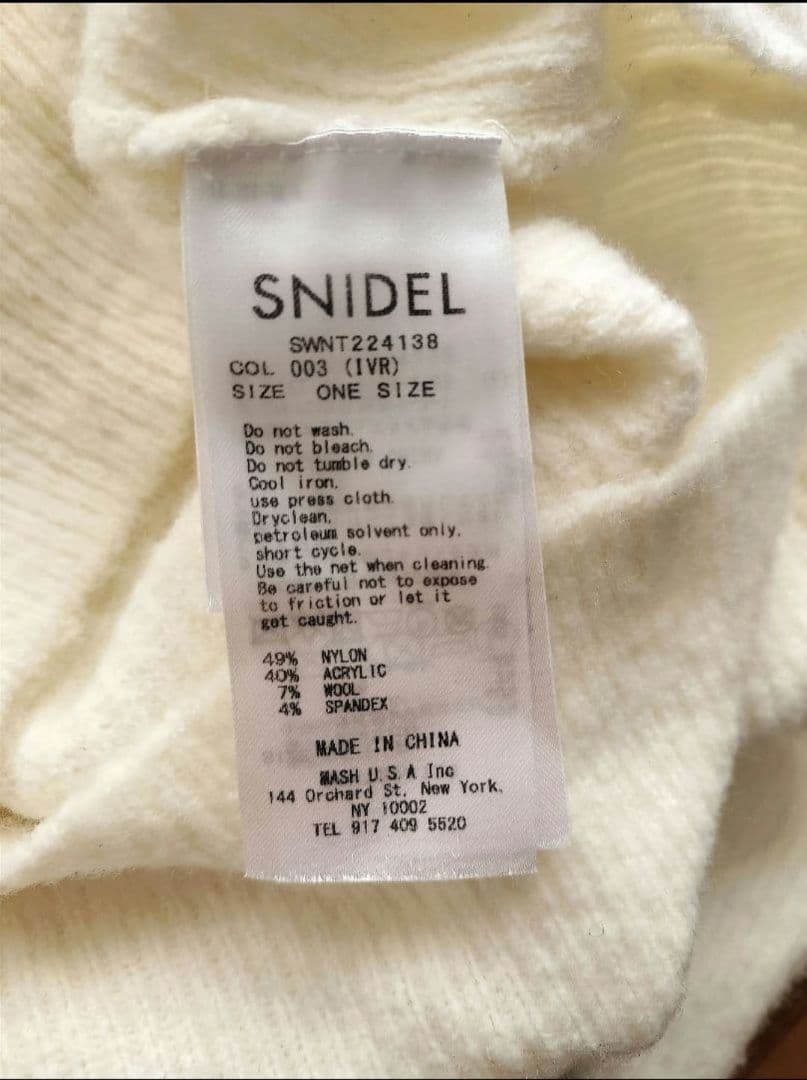 SNIDEL
SWNT224138
COL 003 (IVR)
SIZE ONE SIZE
Do not wash.
Do not bleach.
Do not tumble dry.
Cool iron.
use press cloth.
Dryclean,
petroleum solvent only.
short cycle.
Use the net when cleaning.
Be careful not to expose
to friction or let it
get caught.
49% NYLON
40% ACRYLIC
7% WOOL
4% SPANDEX
MADE IN CHINA
MASH U.S.A Inc
144 Orchard St. New York,
NY 10002
TEL 917 409 5520